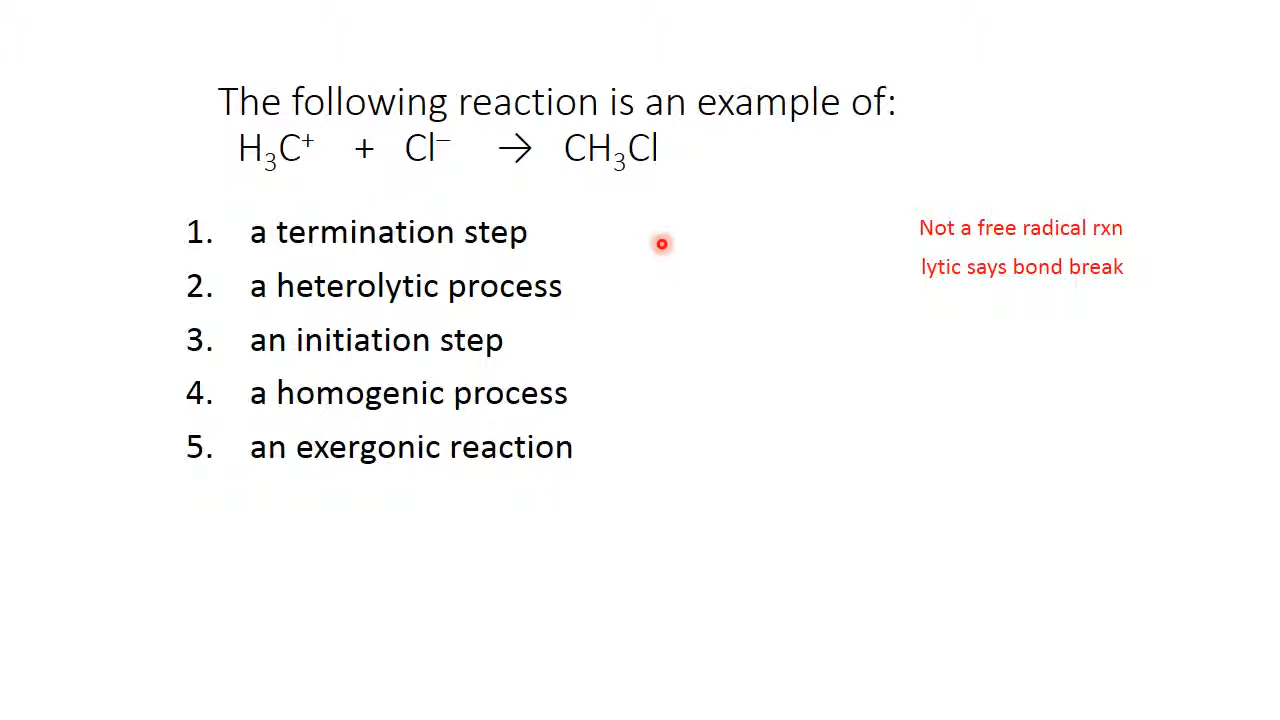 The following reaction is an example of:
H₃C⁺ + Cl⁻ → CH₃Cl
1. a termination step
2. a heterolytic process
3. an initiation step
4. a homogenic process
5. an exergonic reaction
Not a free radical rxn
lytic says bond break